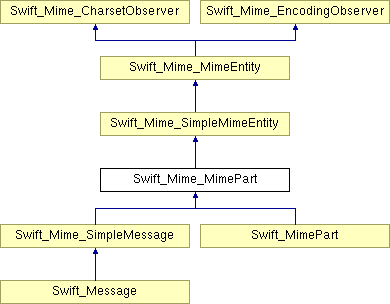 Swift_Mime_CharsetObserver
Swift_Mime_EncodingObserver
Swift_Mime_MimeEntity
Swift_Mime_SimpleMimeEntity
Swift_Mime_MimePart
Swift_Mime_SimpleMessage
Swift_MimePart
Swift_Message